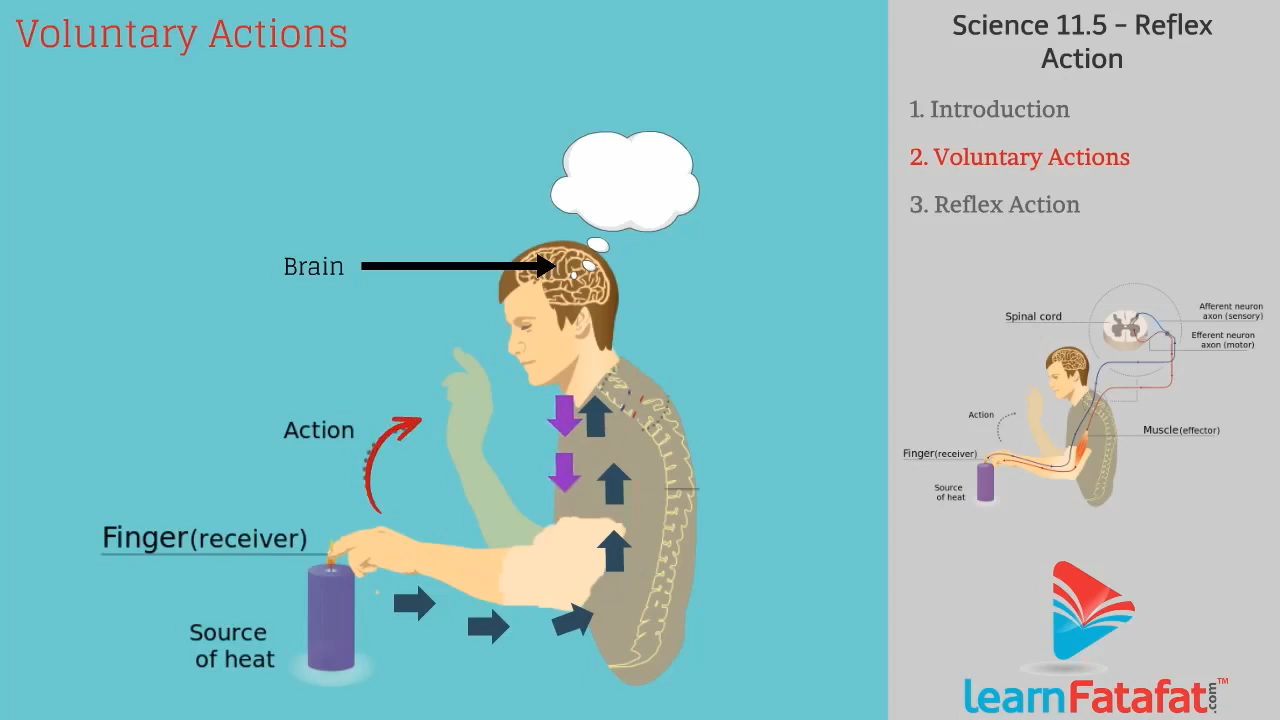 Voluntary Actions
Brain
Action
Finger(receiver)
Source
of heat
Science 11.5 – Reflex
Action
1. Introduction
2. Voluntary Actions
3. Reflex Action
Spinal cord
Afferent neuron
axon (sensory)
Efferent neuron
axon (motor)
Action
Muscle(effector)
Finger(receiver)
Source
of heat
learnFatafat.com™